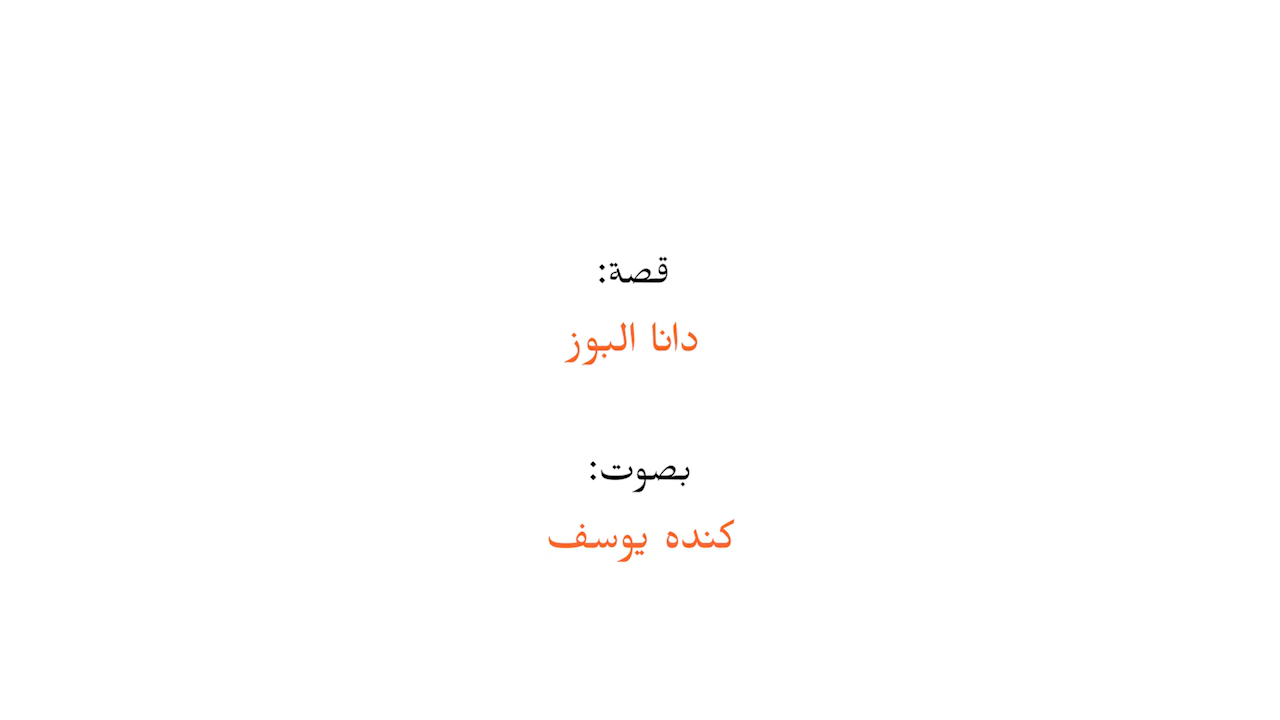 قصة:
دانا البوز
بصوت:
كنده يوسف